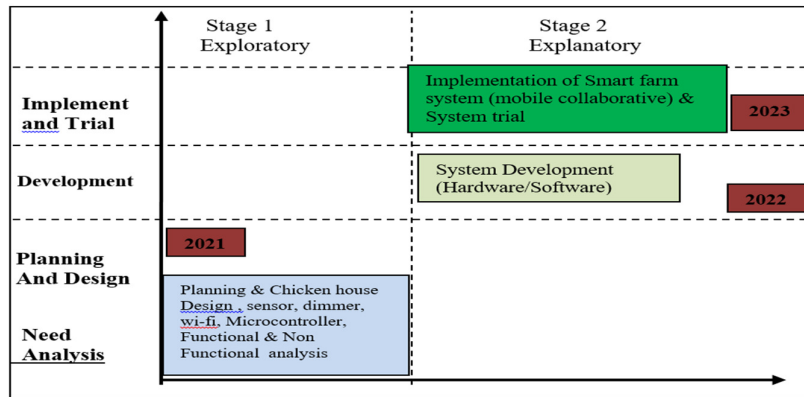 Stage 1
Exploratory
Stage 2
Explanatory
Implement
and Trial
Implementation of Smart farm
system (mobile collaborative) &
System trial
2023
Development
System Development
(Hardware/Software)
2022
2021
Planning
And Design
Need
Analysis
Planning & Chicken house
Design , sensor, dimmer,
wi-fi, Microcontroller,
Functional & Non
Functional analysis